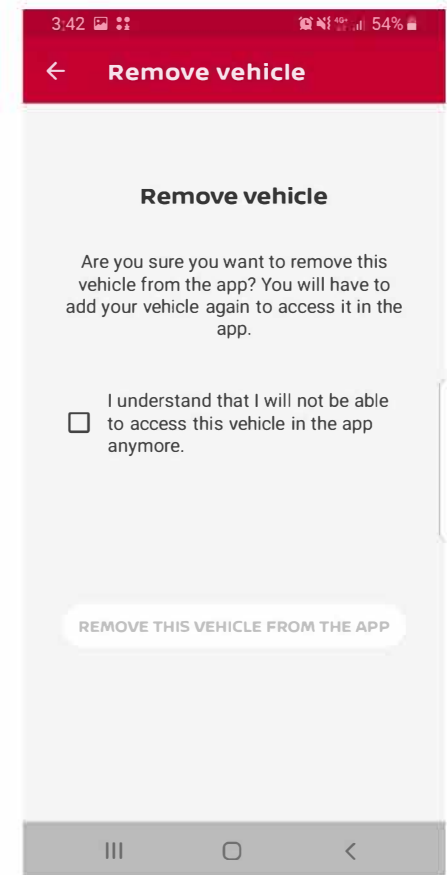 3:42 54%
Remove vehicle
Remove vehicle
Are you sure you want to remove this
vehicle from the app? You will have to
add your vehicle again to access it in the
app.
I understand that I will not be able
to access this vehicle in the app
anymore.
REMOVE THIS VEHICLE FROM THE APP